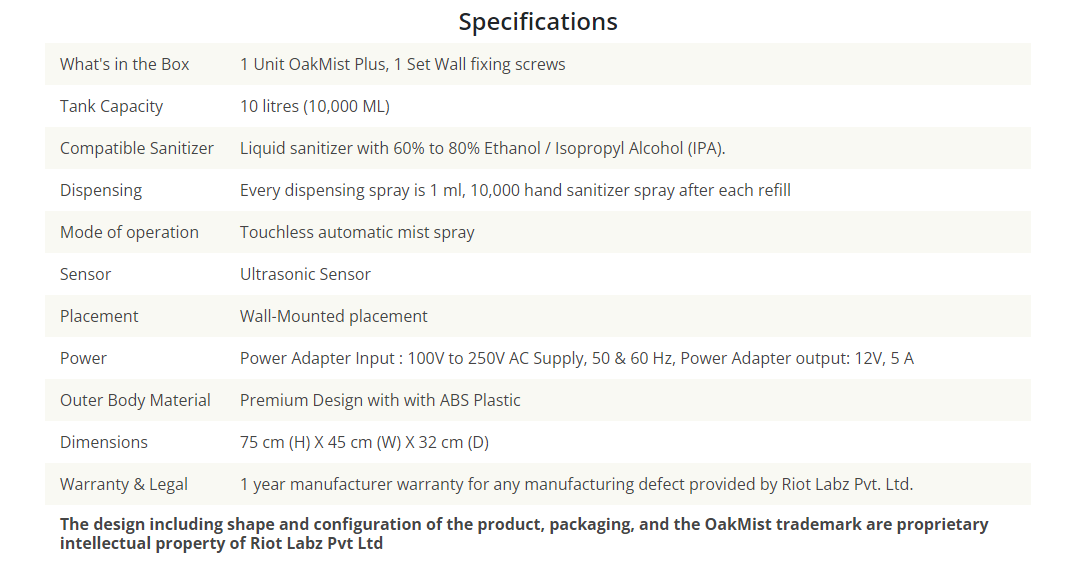 Specifications
What's in the Box 1 Unit OakMist Plus, 1 Set Wall fixing screws
Tank Capacity 10 litres (10,000 ML)
Compatible Sanitizer Liquid sanitizer with 60% to 80% Ethanol / Isopropyl Alcohol (IPA).
Dispensing Every dispensing spray is 1 ml, 10,000 hand sanitizer spray after each refill
Mode of operation Touchless automatic mist spray
Sensor Ultrasonic Sensor
Placement Wall-Mounted placement
Power Power Adapter Input : 100V to 250V AC Supply, 50 & 60 Hz, Power Adapter output: 12V, 5 A
Outer Body Material Premium Design with with ABS Plastic
Dimensions 75 cm (H) X 45 cm (W) X 32 cm (D)
Warranty & Legal 1 year manufacturer warranty for any manufacturing defect provided by Riot Labz Pvt. Ltd.
The design including shape and configuration of the product, packaging, and the OakMist trademark are proprietary
intellectual property of Riot Labz Pvt Ltd